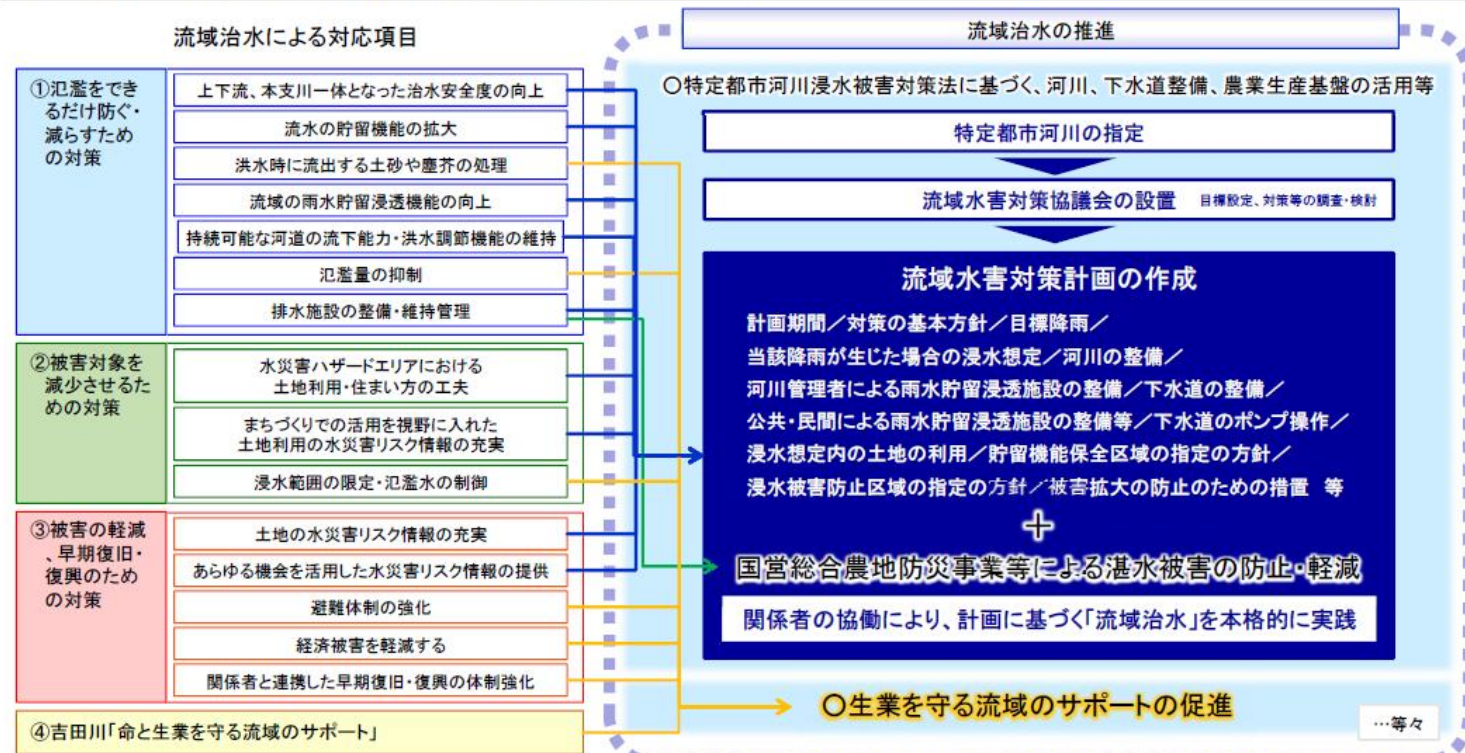 流域治水による対応項目
①氾濫をでき
るだけ防ぐ・
減らすため
の対策
上下流、本支川一体となった治水安全度の向上
流水の貯留機能の拡大
洪水時に流出する土砂や塵芥の処理
流域の雨水貯留浸透機能の向上
持続可能な河道の流下能力・洪水調節機能の維持
氾濫量の抑制
排水施設の整備・維持管理
②被害対象を
減少させるた
めの対策
水災害ハザードエリアにおける
土地利用・住まい方の工夫
まちづくりでの活用を視野に入れた
土地利用の水災害リスク情報の充実
浸水範囲の限定・氾濫水の制御
③被害の軽減
、早期復旧・
復興のため
の対策
土地の水災害リスク情報の充実
あらゆる機会を活用した水災害リスク情報の提供
避難体制の強化
経済被害を軽減する
関係者と連携した早期復旧・復興の体制強化
④吉田川「命と生業を守る流域のサポート」
流域治水の推進
〇特定都市河川浸水被害対策法に基づく、河川、下水道整備、農業生産基盤の活用等
特定都市河川の指定
流域水害対策協議会の設置 目標設定、対策等の調査・検討
流域水害対策計画の作成
計画期間/対策の基本方針/目標降雨/
当該降雨が生じた場合の浸水想定/河川の整備/
河川管理者による雨水貯留浸透施設の整備/下水道の整備/
公共・民間による雨水貯留浸透施設の整備等/下水道のポンプ操作/
浸水想定内の土地の利用/貯留機能保全区域の指定の方針/
浸水被害防止区域の指定の方針/被害拡大の防止のための措置 等
+
国営総合農地防災事業等による湛水被害の防止・軽減
関係者の協働により、計画に基づく「流域治水」を本格的に実践
〇生業を守る流域のサポートの促進
…等々